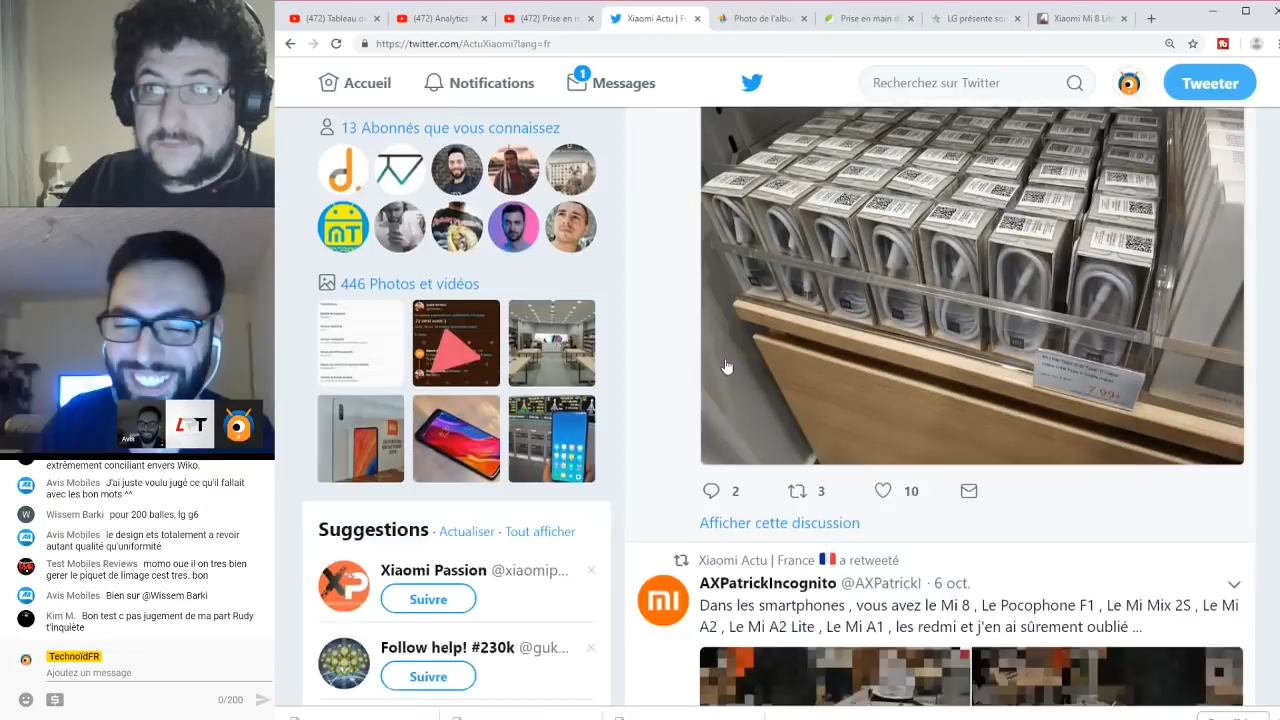 (472) Tableau d
(472) Analytics
(472) Prise en m
Xiaomi Actu | F
Photo de l'albu
Prise en main d
LG présente so
Xiaomi Mi 8 Lit
https://twitter.com/ActuXiaomi?lang=fr
Accueil
Notifications
1
Messages
Recherchez sur Twitter
Tweeter
13 Abonnés que vous connaissez
446 Photos et vidéos
Suggestions · Actualiser · Tout afficher
Xiaomi Passion @xiaomip...
Suivre
Follow help! #230k @guk...
Suivre
7,99€
2
3
10
Afficher cette discussion
Xiaomi Actu | France a retweeté
AXPatrickIncognito @AXPatrickI · 6 oct.
Dans les smartphones , vous avez le Mi 8 , Le Pocophone F1 , Le Mi Mix 2S , Le Mi
A2 , Le Mi A2 Lite , Le Mi A1 , les redmi et j'en ai sûrement oublié ...
Avis
LRT
extrêmement conciliant envers Wiko.
Avis Mobiles J'ai juste voulu jugé ce qu'il fallait
avec les bon mots ^^
Wissem Barki pour 200 balles, lg g6
Avis Mobiles le design ets totalement a revoir
autant qualité qu'uniformité
Test Mobiles Reviews momo oue il on tres bien
gerer le piquet de limage cest tres. bon
Avis Mobiles Bien sur @Wissem Barki
Kim M. Bon test c pas jugement de ma part Rudy
t'inquiète
TechnoïdFR
Ajoutez un message
0/200